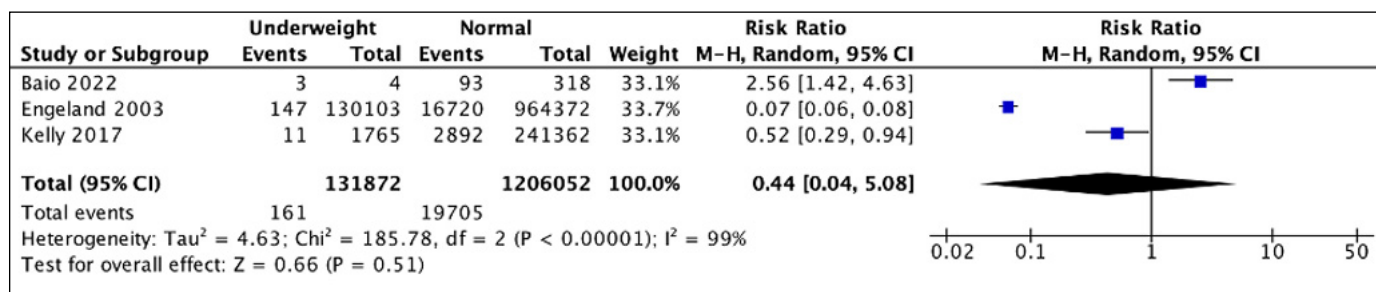 Underweight Normal Risk Ratio Risk Ratio
Study or Subgroup Events Total Events Total Weight M-H, Random, 95% CI M-H, Random, 95% CI
Baio 2022 3 4 93 318 33.1% 2.56 [1.42, 4.63]
Engeland 2003 147 130103 16720 964372 33.7% 0.07 [0.06, 0.08]
Kelly 2017 11 1765 2892 241362 33.1% 0.52 [0.29, 0.94]
Total (95% CI) 131872 1206052 100.0% 0.44 [0.04, 5.08]
Total events 161 19705
Heterogeneity: Tau² = 4.63; Chi² = 185.78, df = 2 (P < 0.00001); I² = 99%
Test for overall effect: Z = 0.66 (P = 0.51)
0.02 0.1 1 10 50